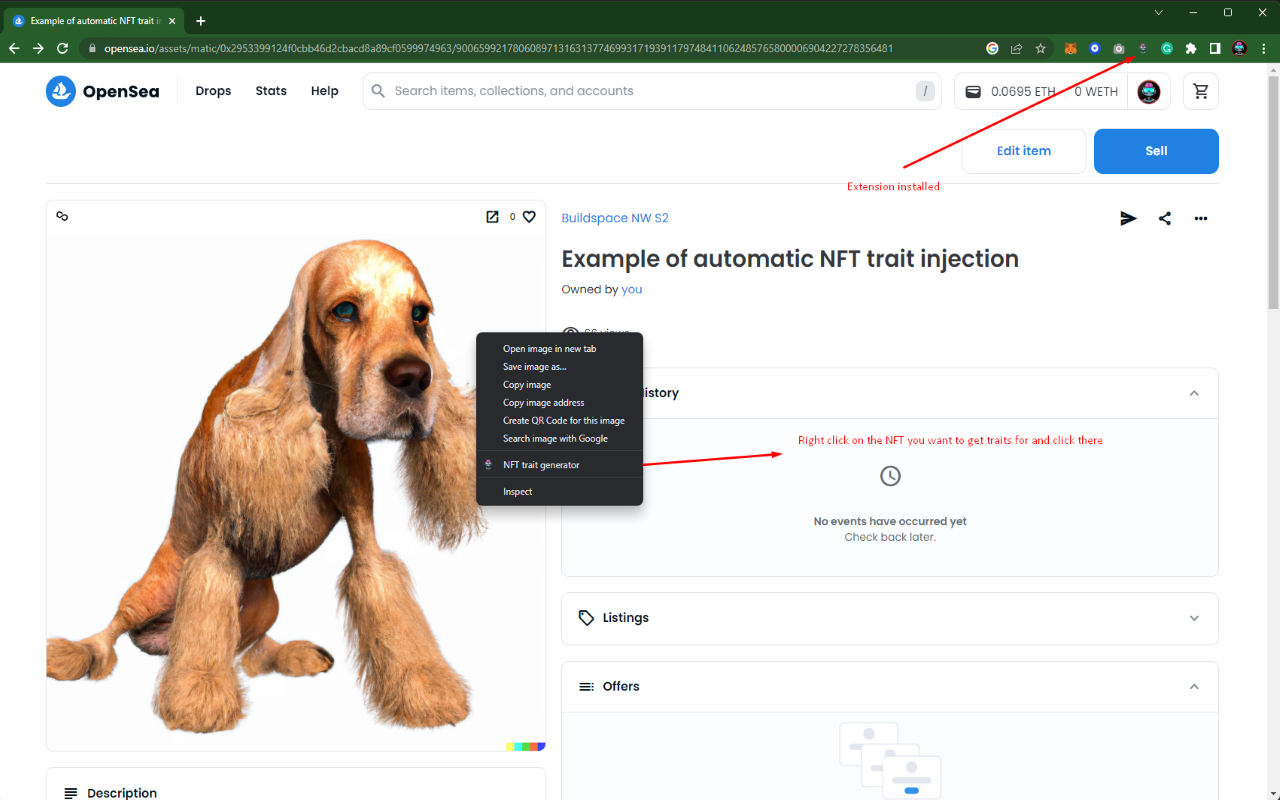 Example of automatic NFT trait in
opensea.io/assets/matic/0x2953399124f0cbb46d2cbacd8a89cf0599974963/90065992178060897131631377469931719391179748411062485765800006904227278356481
OpenSea
Drops
Stats
Help
Search items, collections, and accounts
/
0.0695 ETH
0 WETH
Edit item
Sell
Extension installed
0
Buildspace NW S2
Example of automatic NFT trait injection
Owned by you
66 views
Open image in new tab
Save image as...
Copy image
Copy image address
Create QR Code for this image
Search image with Google
NFT trait generator
Inspect
istory
Right click on the NFT you want to get traits for and click there
No events have occurred yet
Check back later.
Listings
Offers
Description